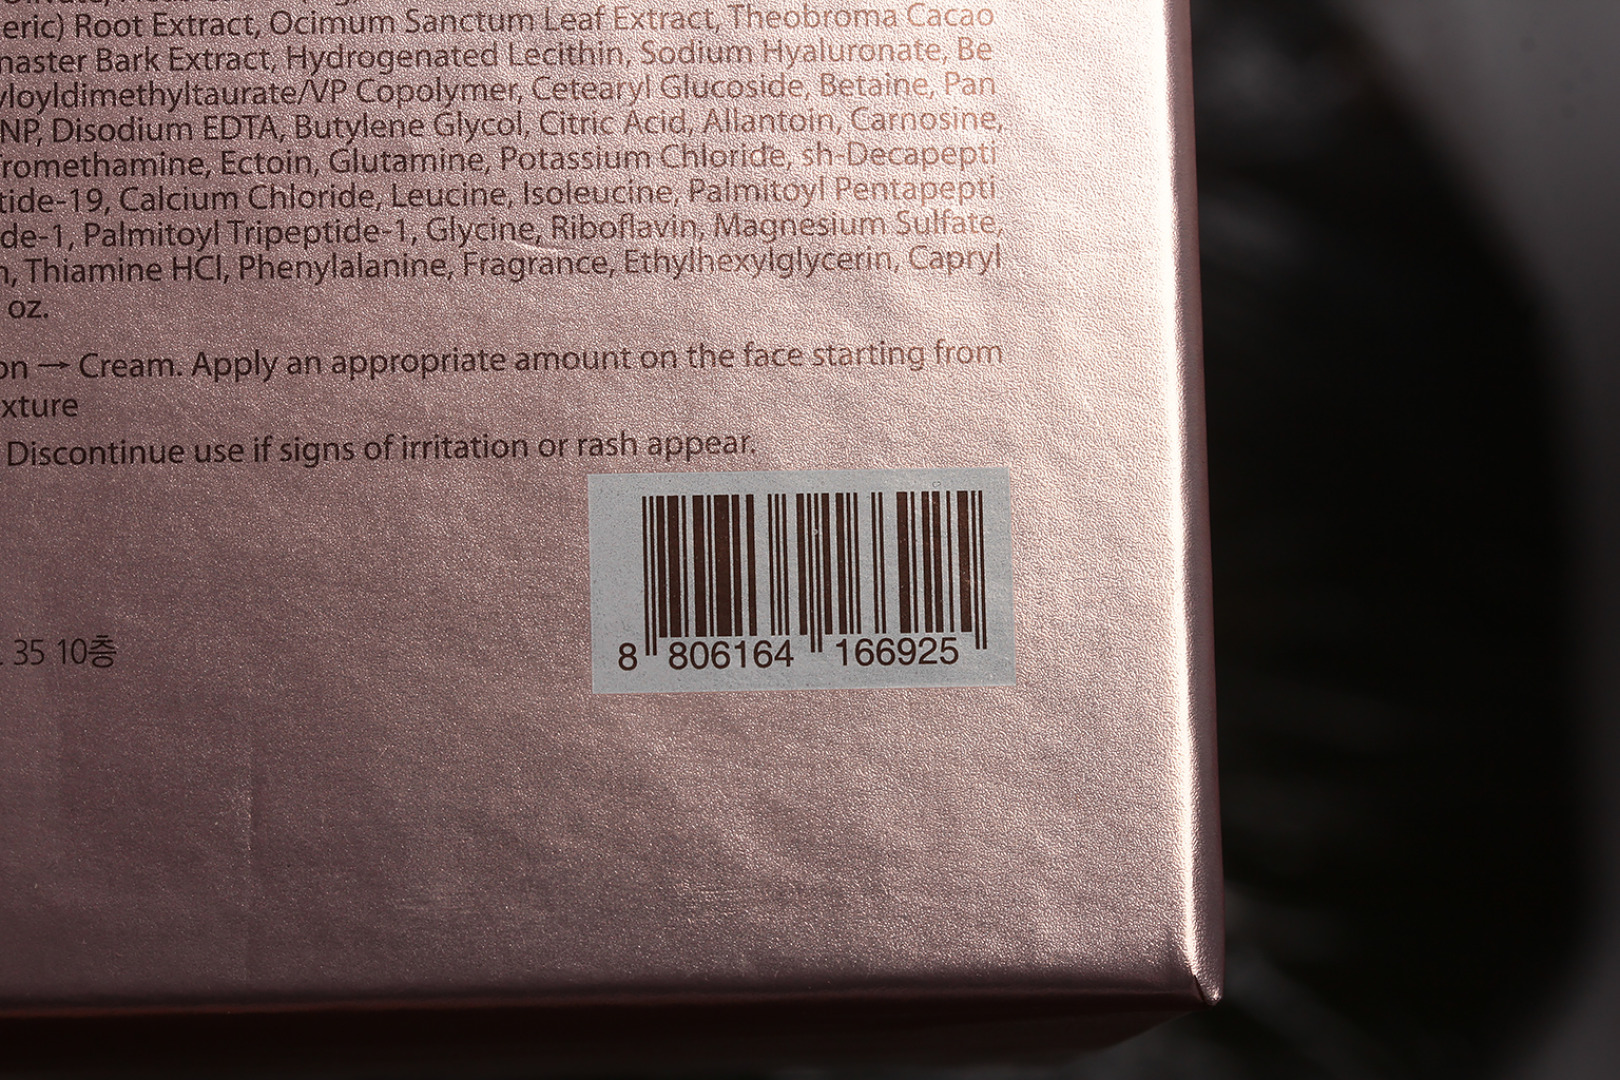 eric) Root Extract, Ocimum Sanctum Leaf Extract, Theobroma Cacao
naster Bark Extract, Hydrogenated Lecithin, Sodium Hyaluronate, Be
yloyldimethyltaurate/VP Copolymer, Cetearyl Glucoside, Betaine, Pan
NP, Disodium EDTA, Butylene Glycol, Citric Acid, Allantoin, Carnosine,
romethamine, Ectoin, Glutamine, Potassium Chloride, sh-Decapepti
tide-19, Calcium Chloride, Leucine, Isoleucine, Palmitoyl Pentapepti
de-1, Palmitoyl Tripeptide-1, Glycine, Riboflavin, Magnesium Sulfate,
n, Thiamine HCl, Phenylalanine, Fragrance, Ethylhexylglycerin, Capryl
oz.
on → Cream. Apply an appropriate amount on the face starting from
xture
Discontinue use if signs of irritation or rash appear.
. 35 10층
8 806164 166925